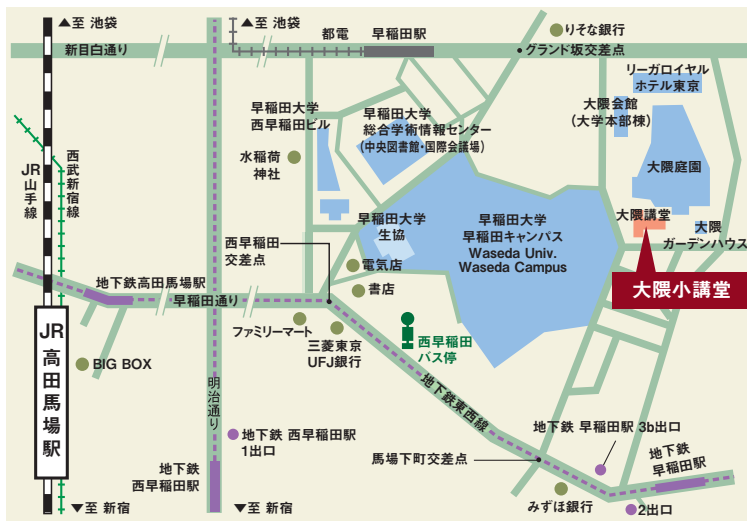 ▲至 池袋
▲至 池袋
都電
早稲田駅
りそな銀行
新目白通り
グランド坂交差点
リーガロイヤル
ホテル東京
大隈会館
(大学本部棟)
早稲田大学
西早稲田ビル
早稲田大学
総合学術情報センター
(中央図書館・国際会議場)
水稲荷
神社
大隈庭園
西武新宿線
JR
山手線
早稲田大学
生協
早稲田大学
早稲田キャンパス
Waseda Univ.
Waseda Campus
大隈講堂
大隈
ガーデンハウス
西早稲田
交差点
電気店
書店
大隈小講堂
地下鉄高田馬場駅
早稲田通り
ファミリーマート
三菱東京
UFJ銀行
西早稲田
バス停
JR
高田馬場駅
BIG BOX
明治通り
地下鉄東西線
地下鉄 西早稲田駅
1出口
地下鉄 早稲田駅 3b出口
馬場下町交差点
地下鉄
西早稲田駅
地下鉄
早稲田駅
みずほ銀行
2出口
▼至 新宿
▼至 新宿